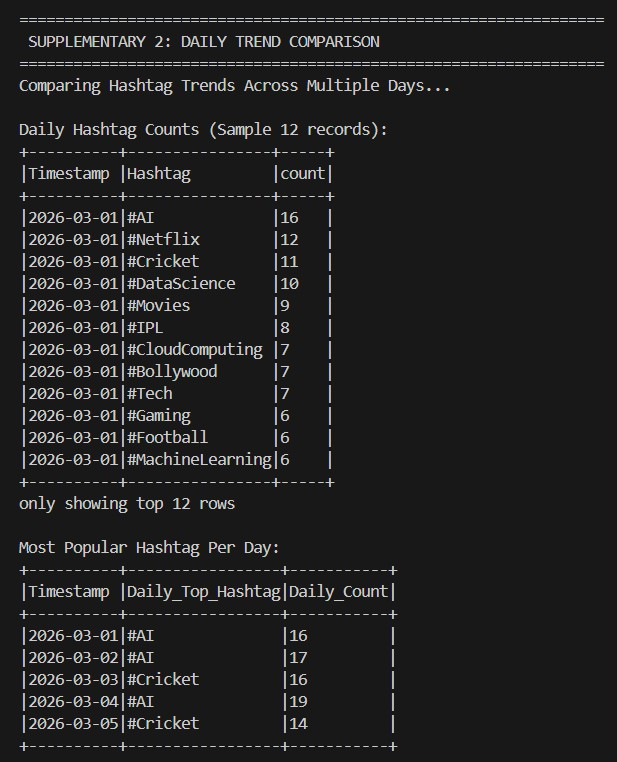 =================================================================
 SUPPLEMENTARY 2: DAILY TREND COMPARISON
=================================================================
Comparing Hashtag Trends Across Multiple Days...

Daily Hashtag Counts (Sample 12 records):
+----------+----------------+-----+
|Timestamp |Hashtag         |count|
+----------+----------------+-----+
|2026-03-01|#AI             |16   |
|2026-03-01|#Netflix        |12   |
|2026-03-01|#Cricket        |11   |
|2026-03-01|#DataScience    |10   |
|2026-03-01|#Movies         |9    |
|2026-03-01|#IPL            |8    |
|2026-03-01|#CloudComputing |7    |
|2026-03-01|#Bollywood      |7    |
|2026-03-01|#Tech           |7    |
|2026-03-01|#Gaming         |6    |
|2026-03-01|#Football       |6    |
|2026-03-01|#MachineLearning|6    |
+----------+----------------+-----+
only showing top 12 rows

Most Popular Hashtag Per Day:
+----------+-----------------+-----------+
|Timestamp |Daily_Top_Hashtag|Daily_Count|
+----------+-----------------+-----------+
|2026-03-01|#AI              |16         |
|2026-03-02|#AI              |17         |
|2026-03-03|#Cricket         |16         |
|2026-03-04|#AI              |19         |
|2026-03-05|#Cricket         |14         |
+----------+-----------------+-----------+